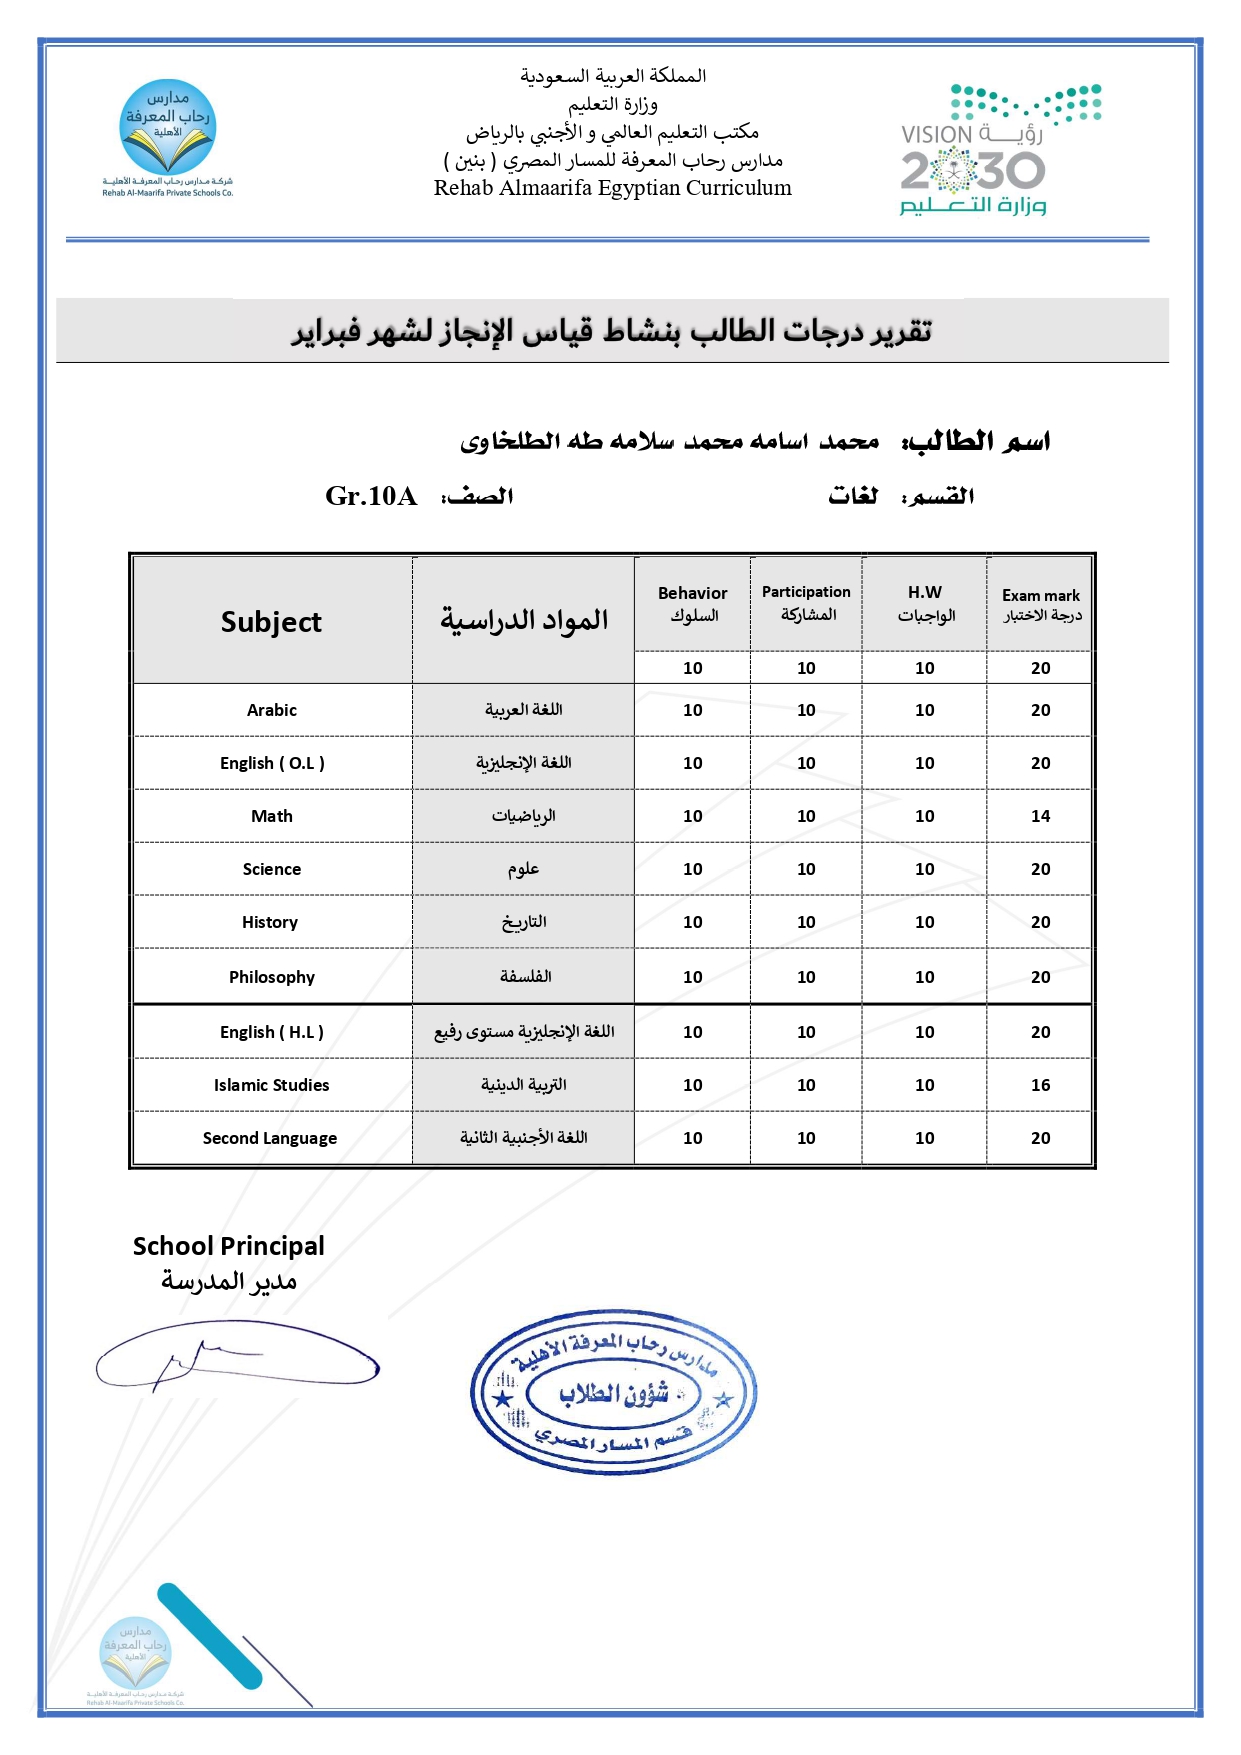 مدارس
رحاب المعرفة
الأهلية
شركة مدارس رحاب المعرفة الأهلية
Rehab Al-Maarifa Private Schools Co.
المملكة العربية السعودية
وزارة التعليم
مكتب التعليم العالمي و الأجنبي بالرياض
مدارس رحاب المعرفة للمسار المصري ( بنين )
Rehab Almaarifa Egyptian Curriculum
VISION رؤيـــة
2030
وزارة التعليم
تقرير درجات الطالب بنشاط قياس الإنجاز لشهر فبراير
اسم الطالب: محمد اسامه محمد سلامه طه الطلخاوى
القسم: لغات الصف: Gr.10A
Subject المواد الدراسية Behavior السلوك Participation المشاركة H.W الواجبات Exam mark درجة الاختبار
10 10 10 20
Arabic اللغة العربية 10 10 10 20
English ( O.L ) اللغة الإنجليزية 10 10 10 20
Math الرياضيات 10 10 10 14
Science علوم 10 10 10 20
History التاريخ 10 10 10 20
Philosophy الفلسفة 10 10 10 20
English ( H.L ) اللغة الإنجليزية مستوى رفيع 10 10 10 20
Islamic Studies التربية الدينية 10 10 10 16
Second Language اللغة الأجنبية الثانية 10 10 10 20
School Principal
مدير المدرسة
مدارس رحاب المعرفة الأهلية
شؤون الطلاب
قسم المسار المصري
مدارس
رحاب المعرفة
الأهلية
شركة مدارس رحاب المعرفة الأهلية
Rehab Al-Maarifa Private Schools Co.